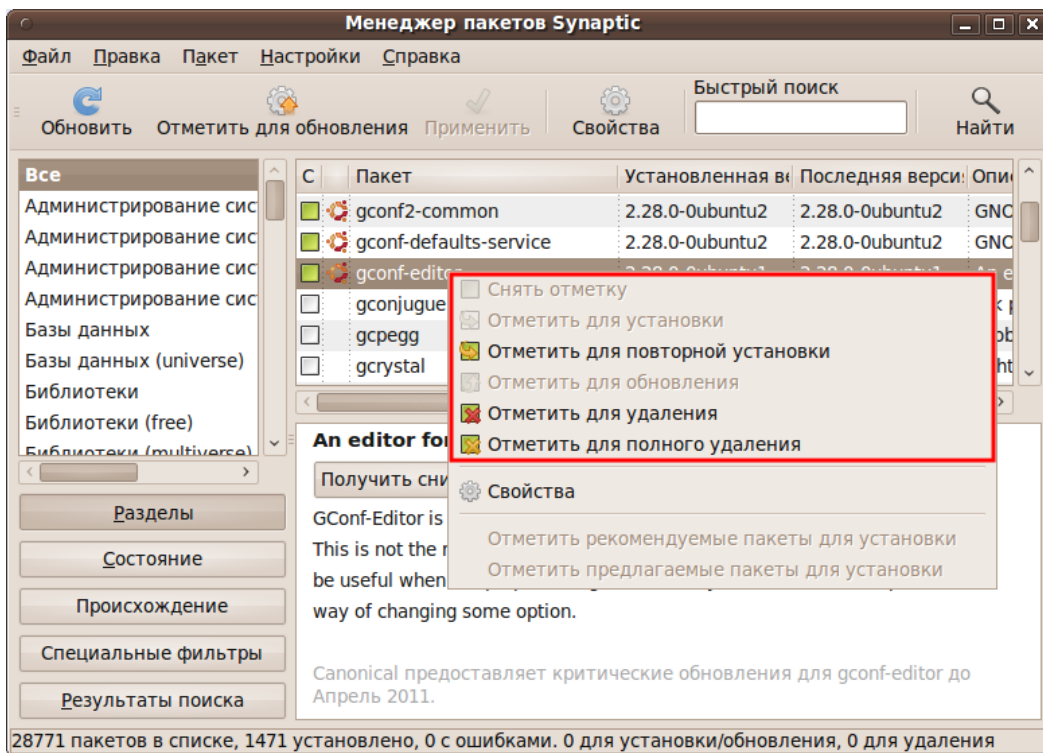 Менеджер пакетов Synaptic
Файл Правка Пакет Настройки Справка
Обновить Отметить для обновления Применить Свойства Быстрый поиск Найти
Все
Администрирование сис
Администрирование сис
Администрирование сис
Администрирование сис
Базы данных
Базы данных (universe)
Библиотеки
Библиотеки (free)
Библиотеки (multiverse)
Разделы
Состояние
Происхождение
Специальные фильтры
Результаты поиска
С Пакет Установленная ве Последняя верси Опи
gconf2-common 2.28.0-0ubuntu2 2.28.0-0ubuntu2 GNO
gconf-defaults-service 2.28.0-0ubuntu2 2.28.0-0ubuntu2 GNO
gconf-editor
gconjugue
gcpegg
gcrystal
Снять отметку
Отметить для установки
Отметить для повторной установки
Отметить для обновления
Отметить для удаления
Отметить для полного удаления
Свойства
Отметить рекомендуемые пакеты для установки
Отметить предлагаемые пакеты для установки
An editor for
Получить сни
GConf-Editor is
This is not the
be useful when
way of changing some option.
Canonical предоставляет критические обновления для gconf-editor до
Апрель 2011.
28771 пакетов в списке, 1471 установлено, 0 с ошибками. 0 для установки/обновления, 0 для удаления